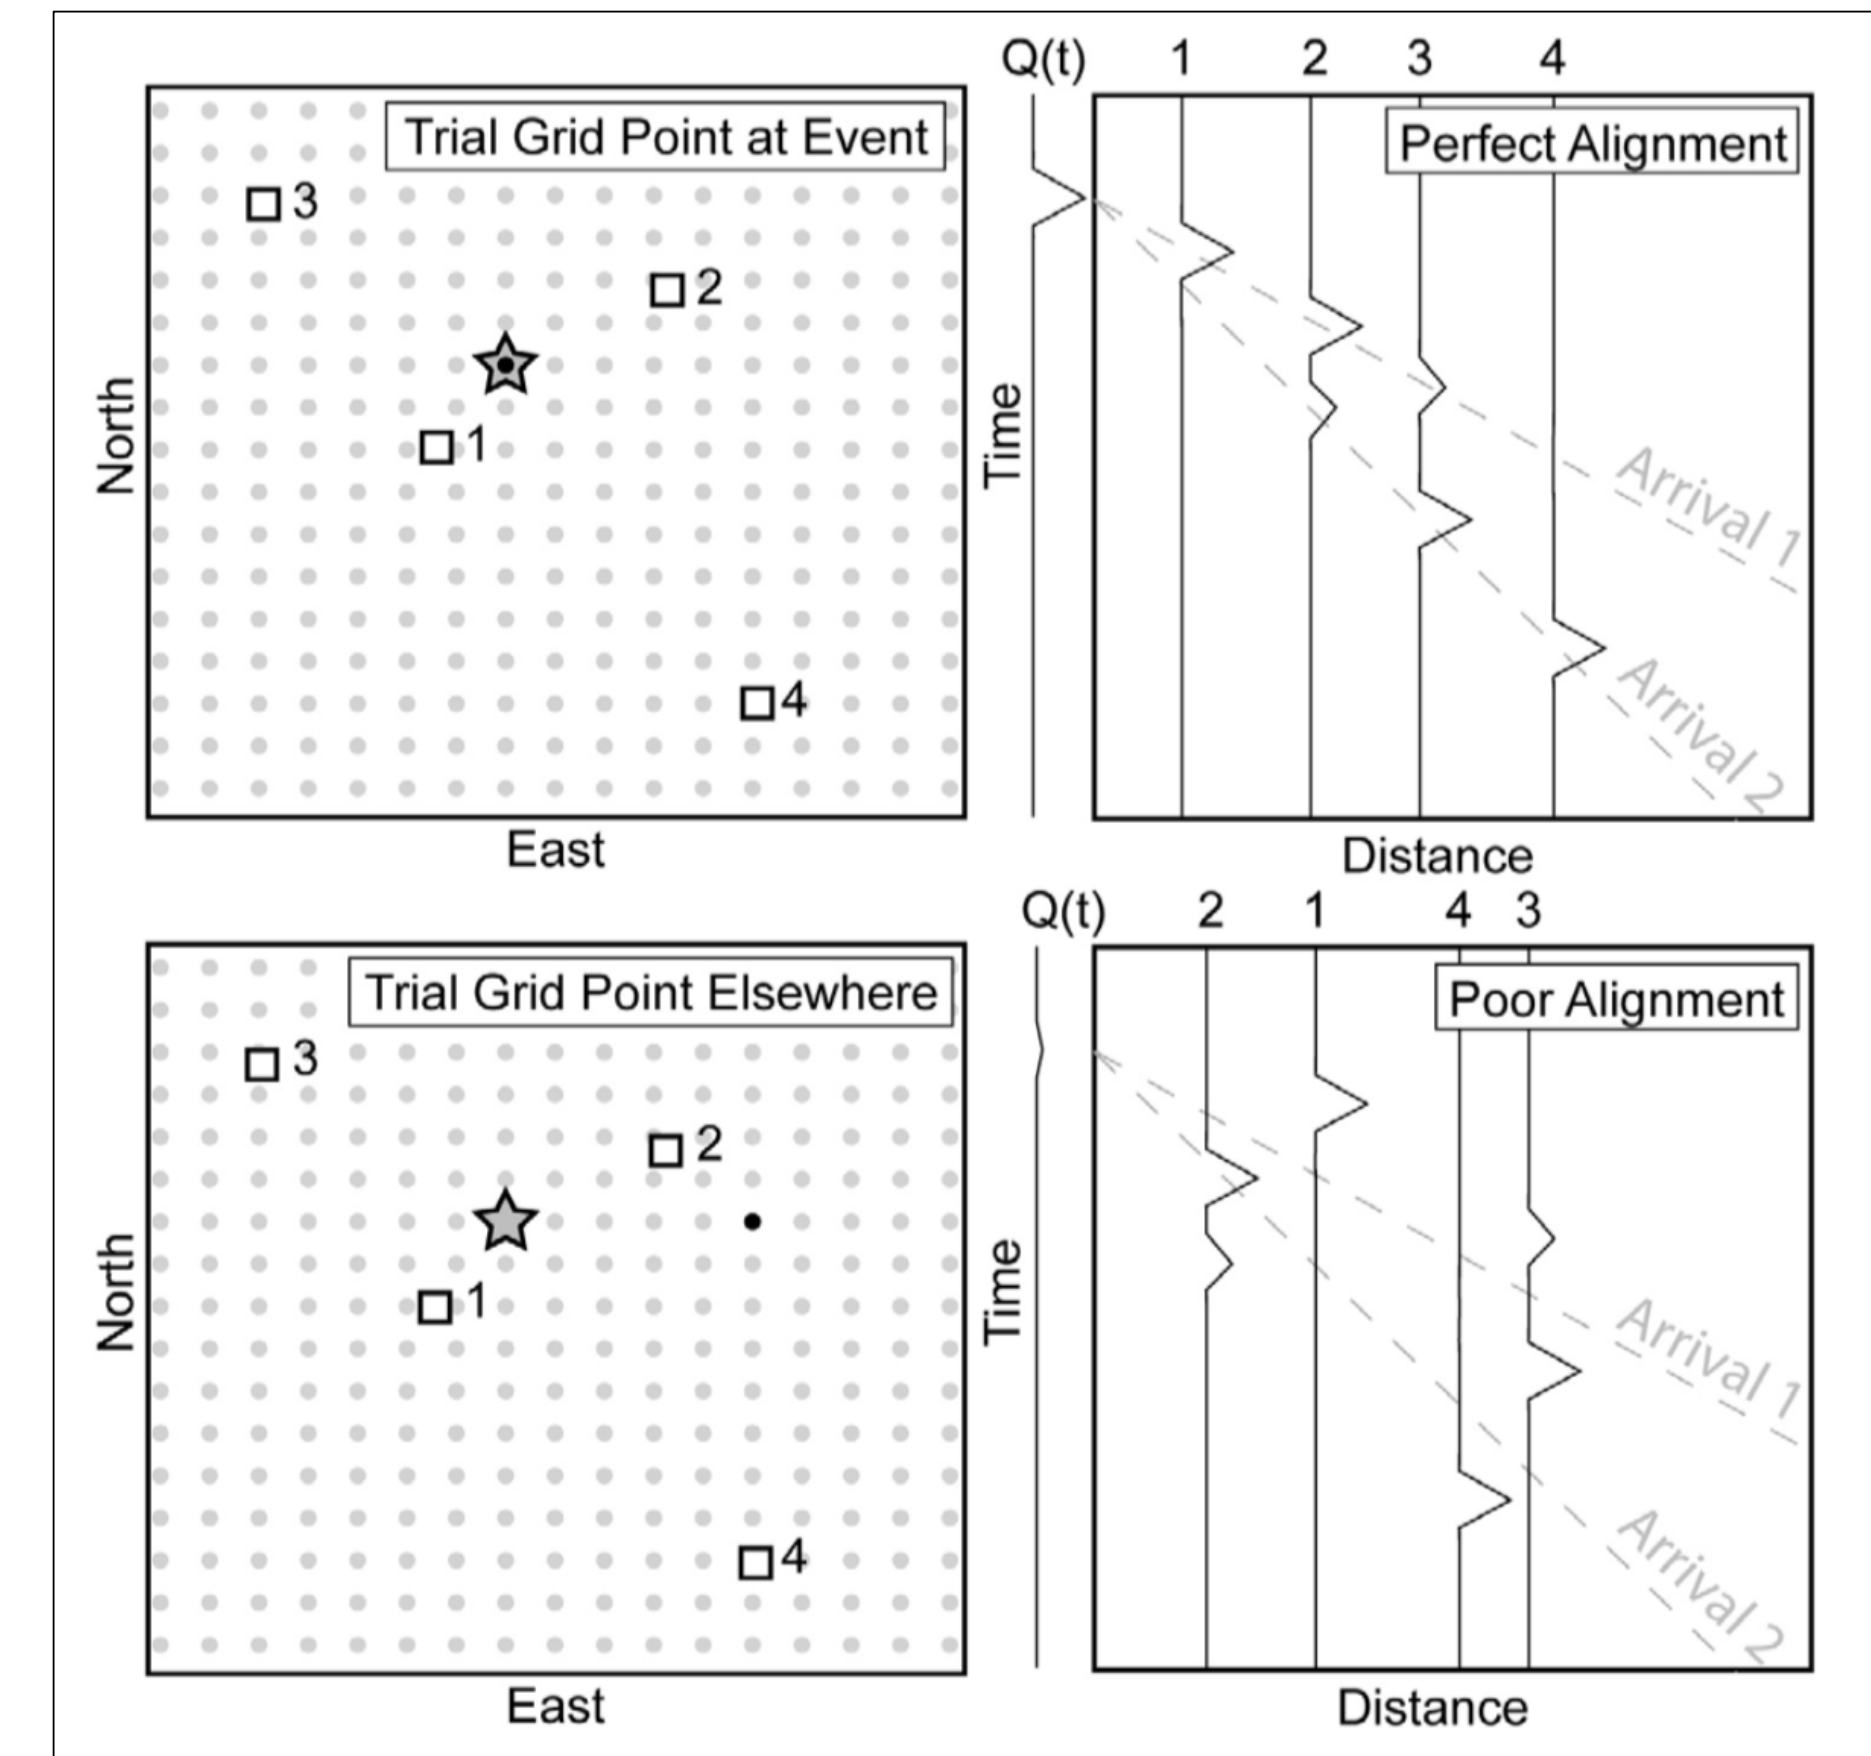 Q(t) 1 2 3 4
Trial Grid Point at Event
Perfect Alignment
3
2
1
4
North
East
Time
Arrival 1
Arrival 2
Distance
Q(t) 2 1 4 3
Trial Grid Point Elsewhere
Poor Alignment
3
2
1
4
North
East
Time
Arrival 1
Arrival 2
Distance